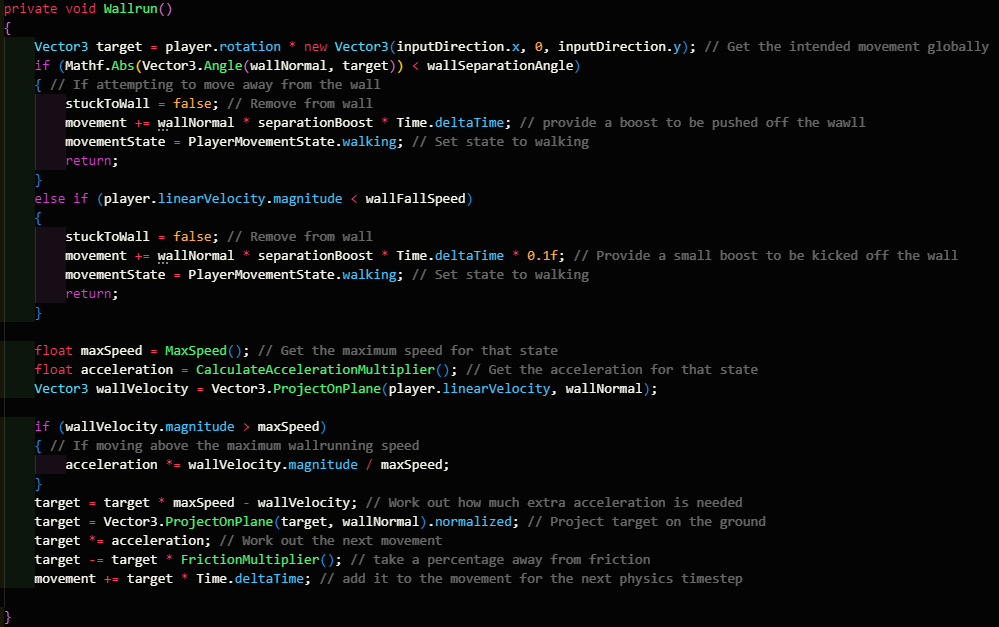 private void Wallrun()
{
    Vector3 target = player.rotation * new Vector3(inputDirection.x, 0, inputDirection.y); // Get the intended movement globally
    if (Mathf.Abs(Vector3.Angle(wallNormal, target)) < wallSeparationAngle)
    { // If attempting to move away from the wall
        stuckToWall = false; // Remove from wall
        movement += wallNormal * separationBoost * Time.deltaTime; // provide a boost to be pushed off the wawll
        movementState = PlayerMovementState.walking; // Set state to walking
        return;
    }
    else if (player.linearVelocity.magnitude < wallFallSpeed)
    {
        stuckToWall = false; // Remove from wall
        movement += wallNormal * separationBoost * Time.deltaTime * 0.1f; // Provide a small boost to be kicked off the wall
        movementState = PlayerMovementState.walking; // Set state to walking
        return;
    }

    float maxSpeed = MaxSpeed(); // Get the maximum speed for that state
    float acceleration = CalculateAccelerationMultiplier(); // Get the acceleration for that state
    Vector3 wallVelocity = Vector3.ProjectOnPlane(player.linearVelocity, wallNormal);

    if (wallVelocity.magnitude > maxSpeed)
    { // If moving above the maximum wallrunning speed
        acceleration *= wallVelocity.magnitude / maxSpeed;
    }
    target = target * maxSpeed - wallVelocity; // Work out how much extra acceleration is needed
    target = Vector3.ProjectOnPlane(target, wallNormal).normalized; // Project target on the ground
    target *= acceleration; // Work out the next movement
    target -= target * FrictionMultiplier(); // take a percentage away from friction
    movement += target * Time.deltaTime; // add it to the movement for the next physics timestep

}